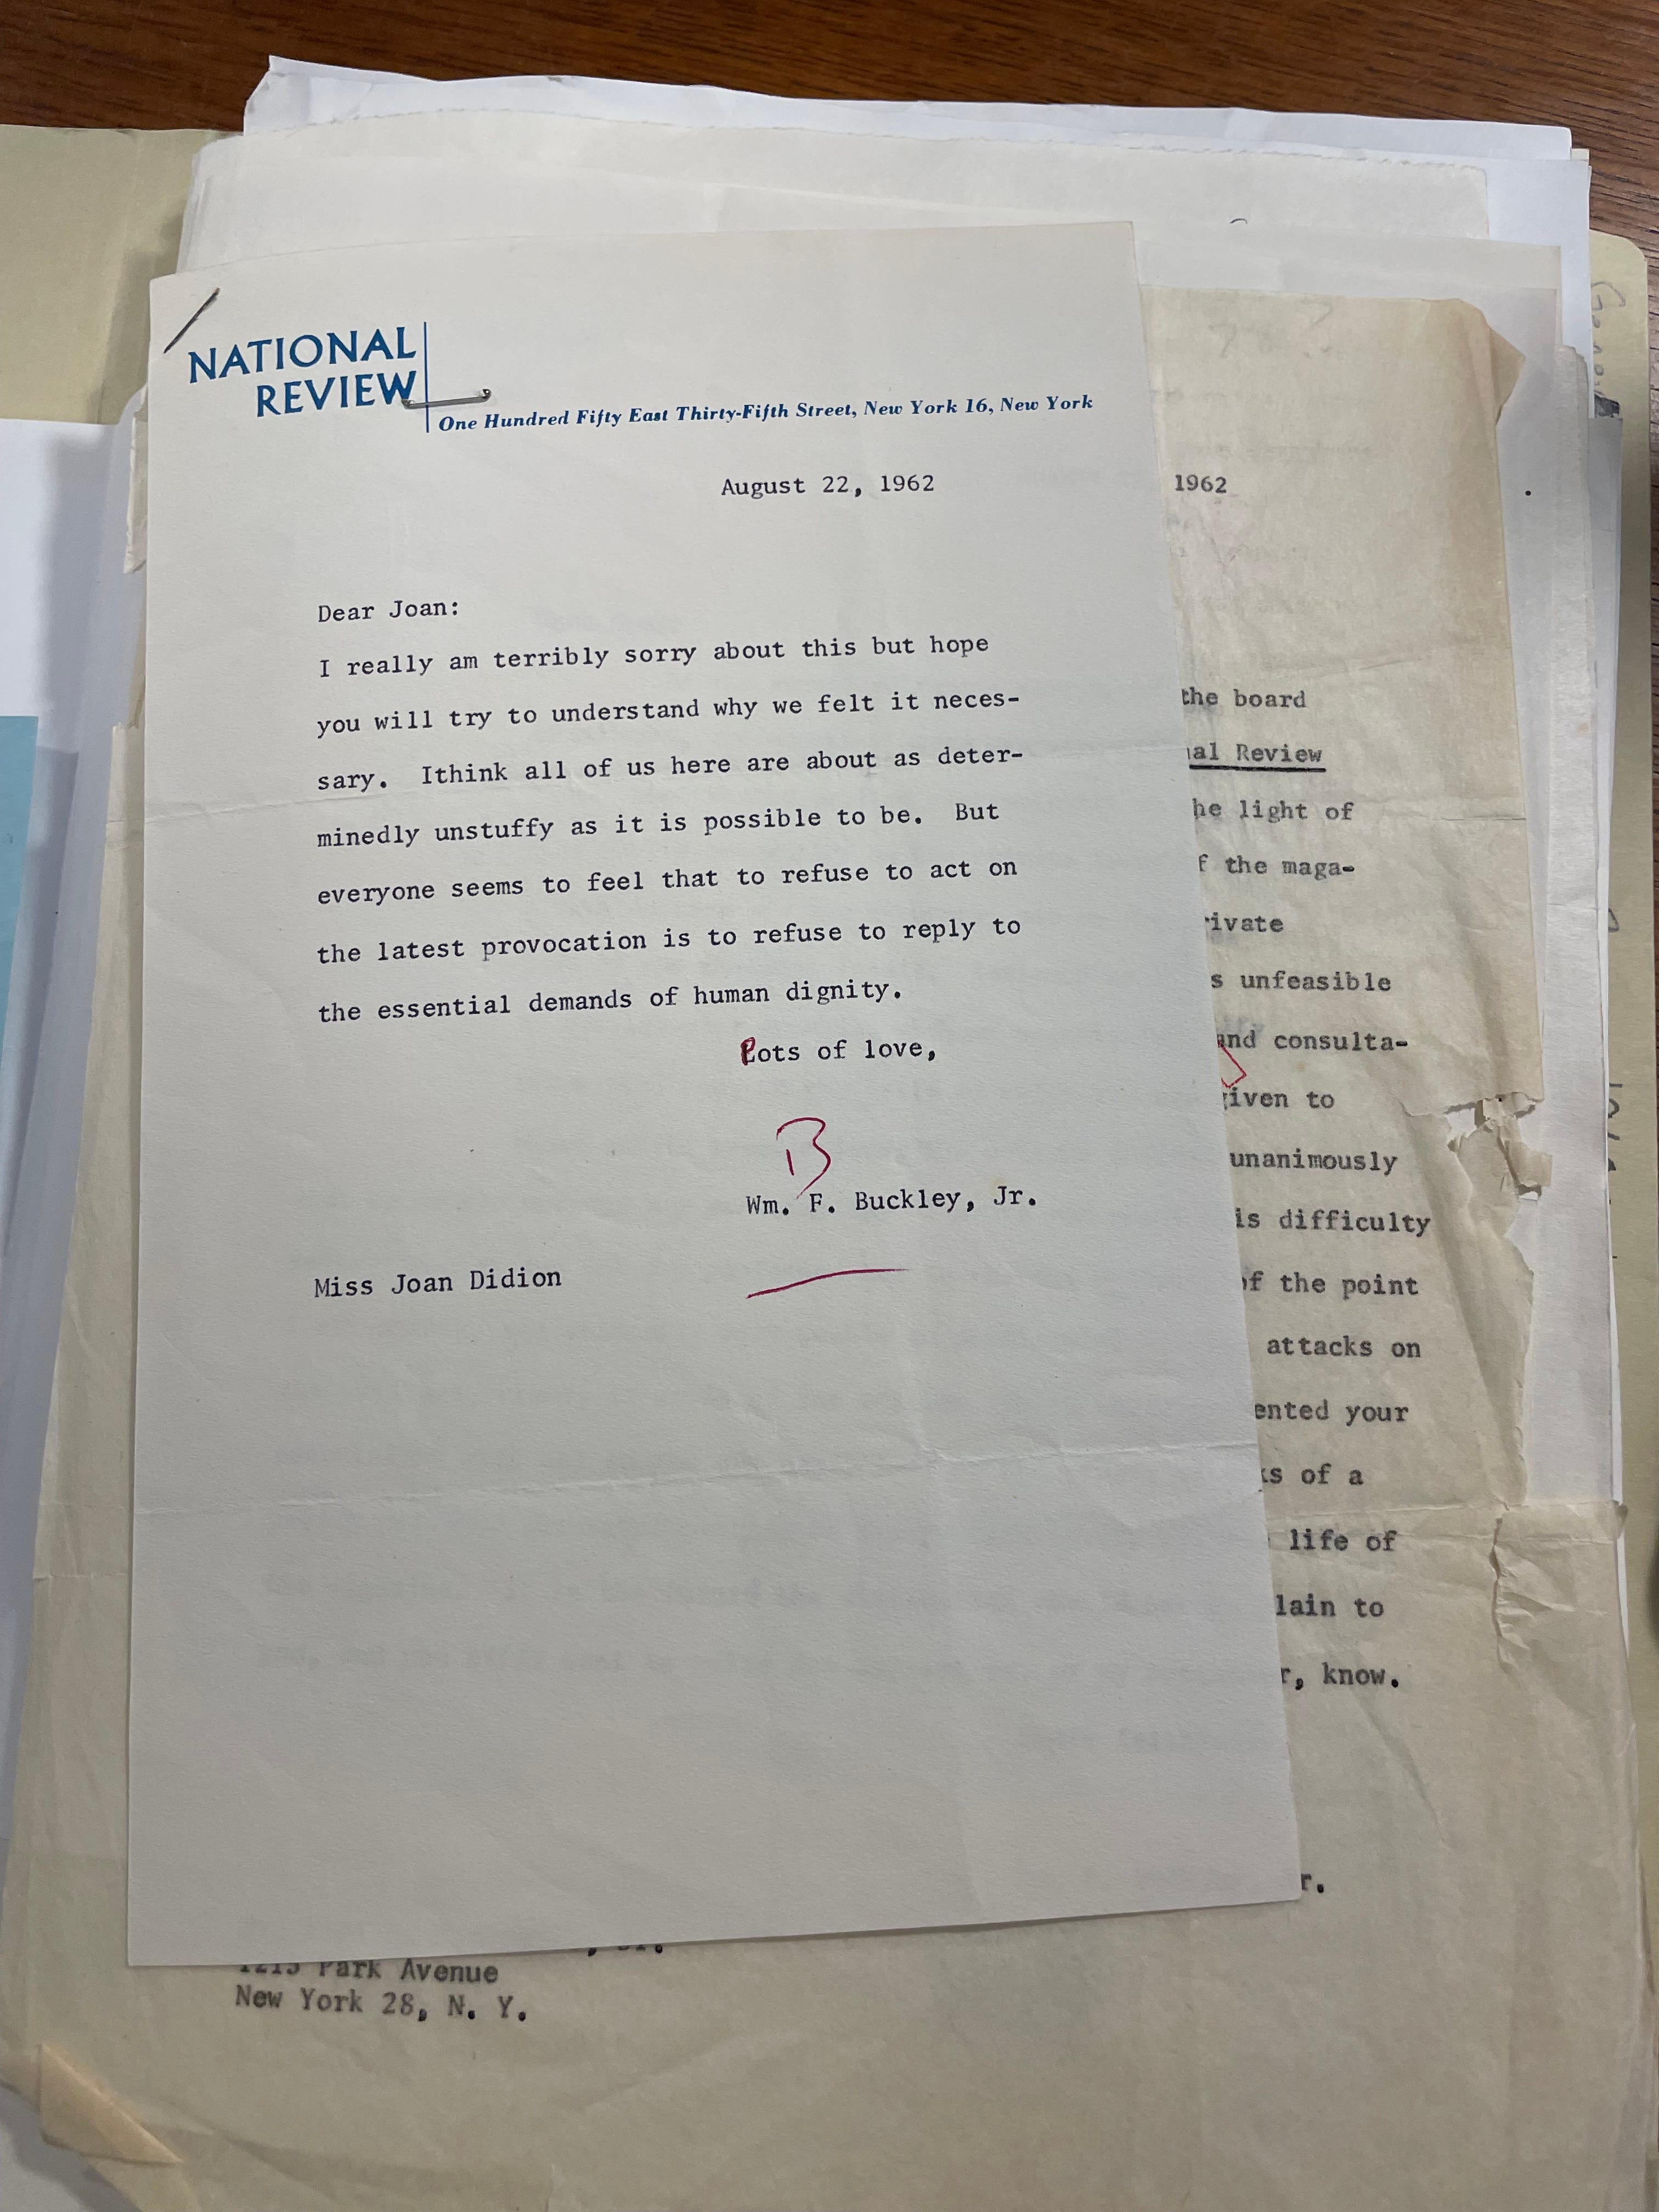 NATIONAL
REVIEW
One Hundred Fifty East Thirty-Fifth Street, New York 16, New York
August 22, 1962
Dear Joan:
I really am terribly sorry about this but hope
you will try to understand why we felt it neces-
sary.  Ithink all of us here are about as deter-
minedly unstuffy as it is possible to be.  But
everyone seems to feel that to refuse to act on
the latest provocation is to refuse to reply to
the essential demands of human dignity.
Lots of love,
B
Wm. F. Buckley, Jr.
Miss Joan Didion
1962
the board
al Review
he light of
f the maga-
ivate
s unfeasible
and consulta-
given to
unanimously
is difficulty
of the point
attacks on
ented your
ks of a
life of
lain to
r, know.
r.
Park Avenue
New York 28, N. Y.